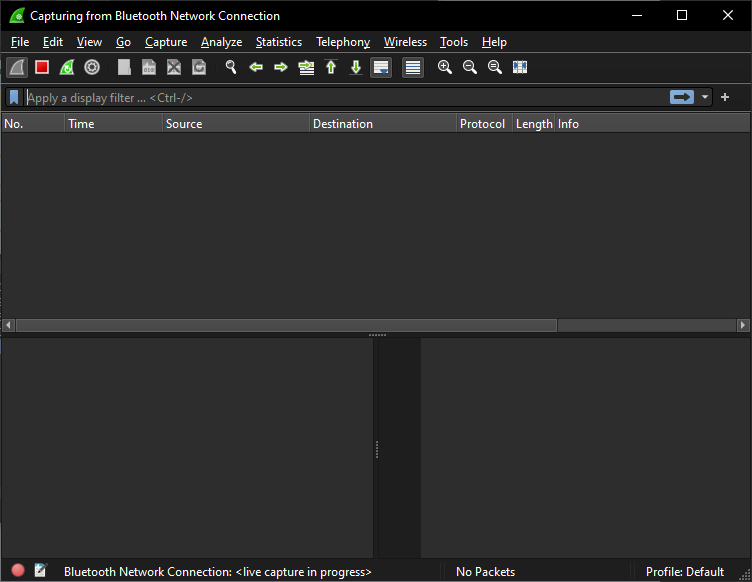 Capturing from Bluetooth Network Connection
File Edit View Go Capture Analyze Statistics Telephony Wireless Tools Help
Apply a display filter ... <Ctrl-/>
No. Time Source Destination Protocol Length Info
Bluetooth Network Connection: <live capture in progress> No Packets Profile: Default